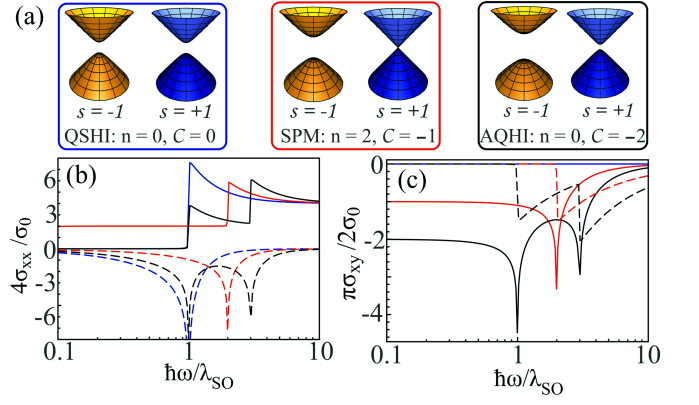 (a)
s = -1 s = +1 s = -1 s = +1 s = -1 s = +1
QSHI: n = 0, C = 0 SPM: n = 2, C = −1 AQHI: n = 0, C = −2
(b)
4σxx/σ0
6
3
0
-3
-6
0.1 1 10
ħω/λSO
(c)
πσxy/2σ0
0
-2
-4
0.1 1 10
ħω/λSO